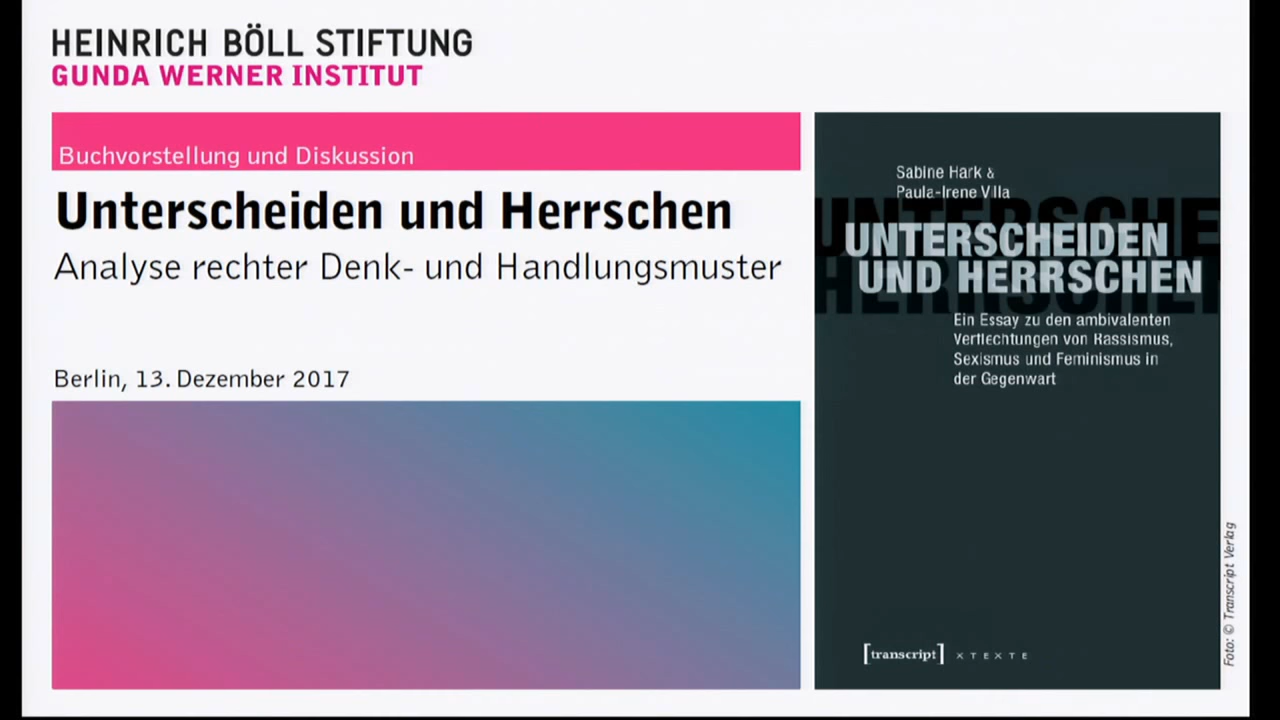 HEINRICH BÖLL STIFTUNG
GUNDA WERNER INSTITUT
Buchvorstellung und Diskussion
Unterscheiden und Herrschen
Analyse rechter Denk- und Handlungsmuster
Berlin, 13. Dezember 2017
Sabine Hark &
Paula-Irene Villa
UNTERSCHEIDEN
UND HERRSCHEN
Ein Essay zu den ambivalenten
Verflechtungen von Rassismus,
Sexismus und Feminismus in
der Gegenwart
[transcript] XTEXTE
Foto: © Transcript Verlag